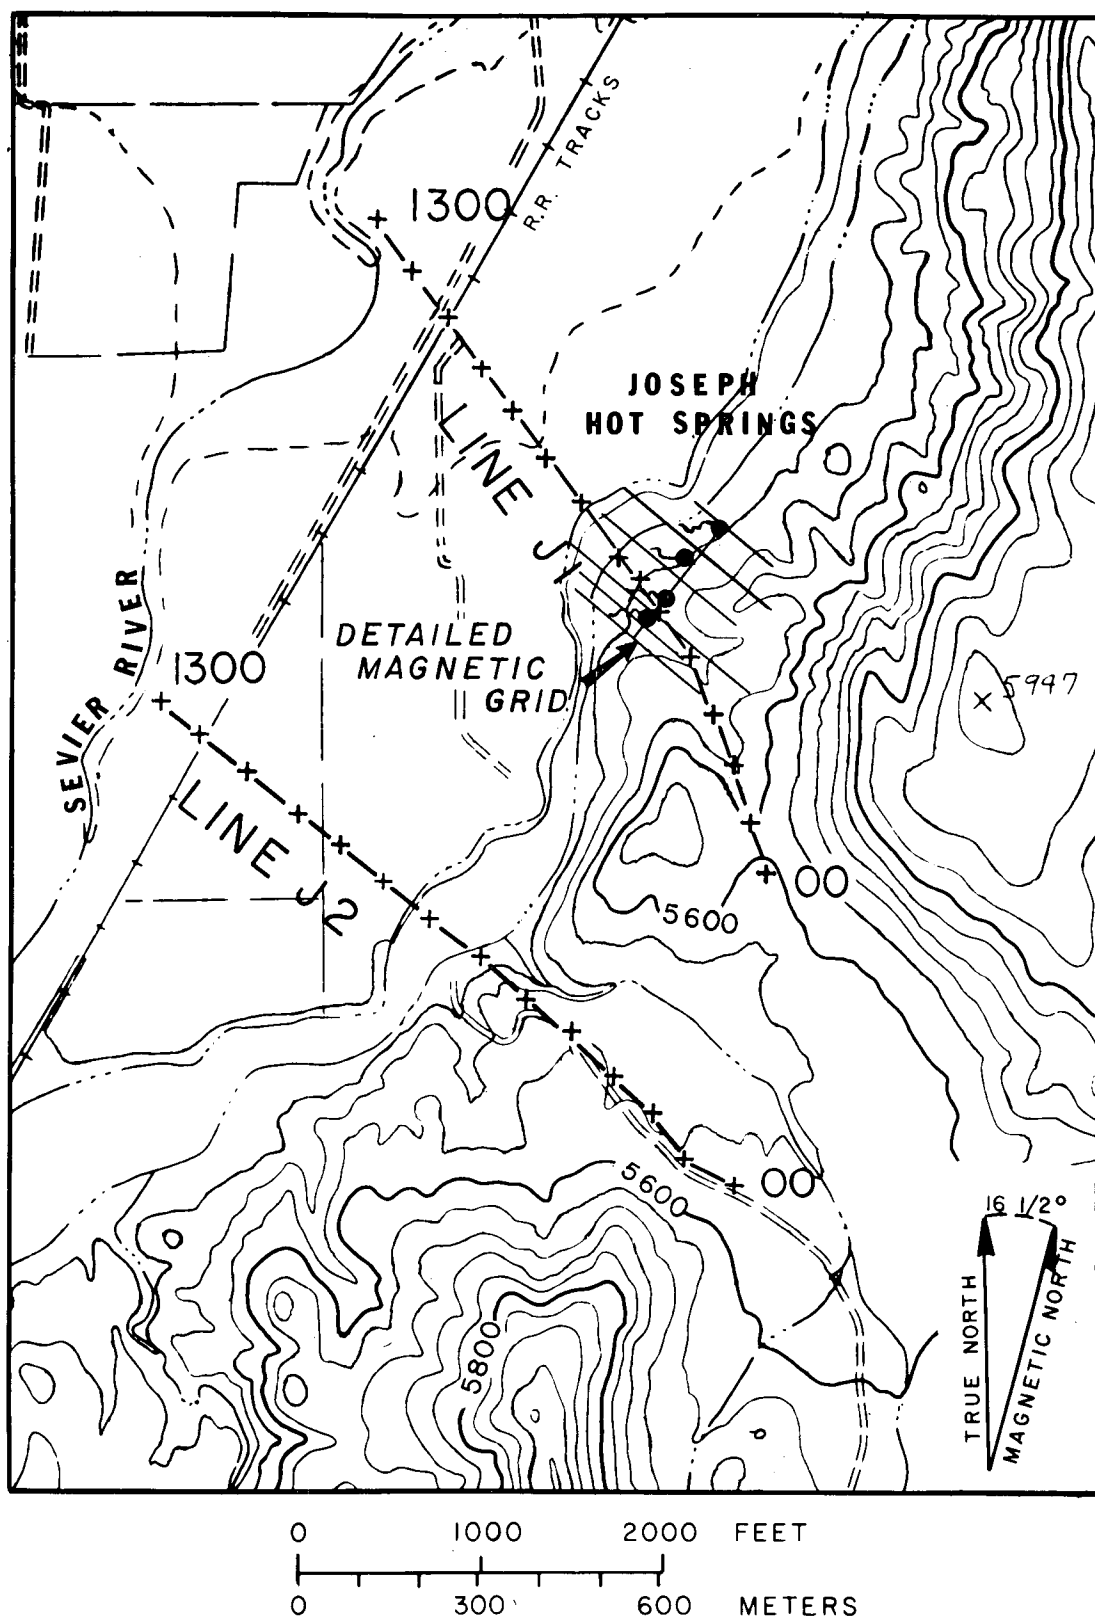 1300
R.R. TRACKS
JOSEPH
HOT SPRINGS
LINE J1
DETAILED
MAGNETIC
GRID
1300
SEVIER RIVER
5947
LINE J2
00
5600
00
5600
5800
16 1/2°
TRUE NORTH
MAGNETIC NORTH
0 1000 2000 FEET
0 300 600 METERS